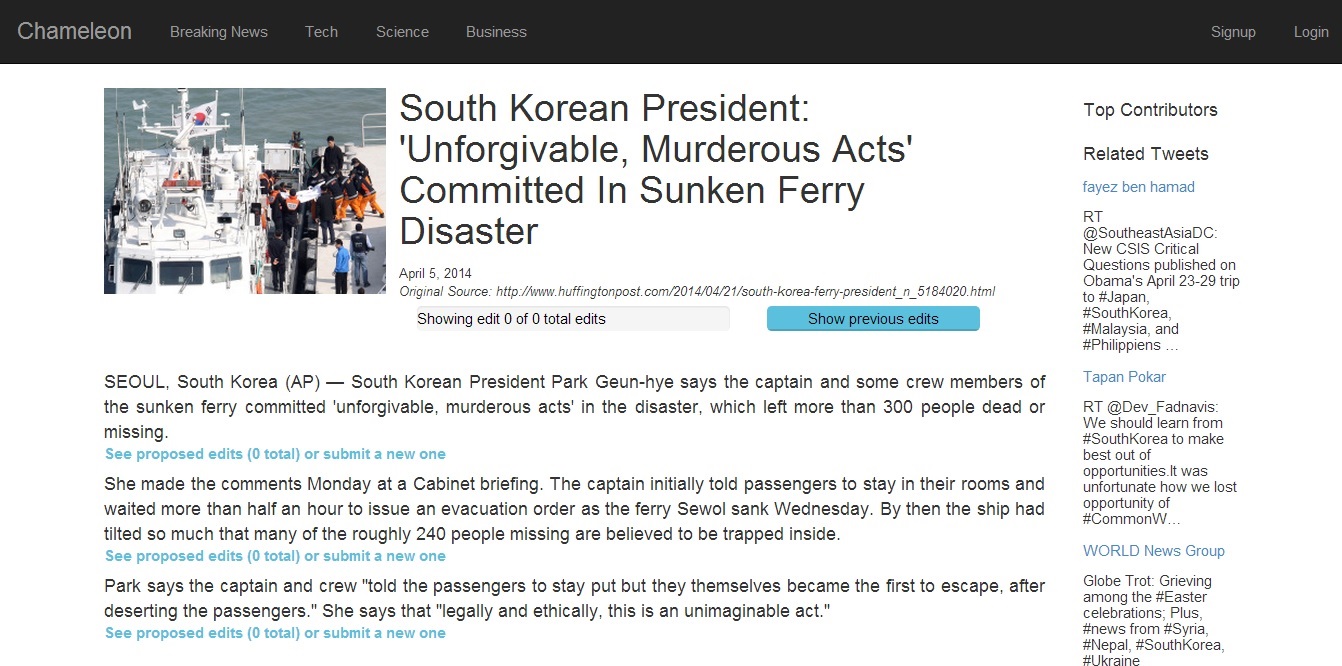 Chameleon Breaking News Tech Science Business Signup Login
South Korean President:
'Unforgivable, Murderous Acts'
Committed In Sunken Ferry
Disaster
April 5, 2014
Original Source: http://www.huffingtonpost.com/2014/04/21/south-korea-ferry-president_n_5184020.html
Showing edit 0 of 0 total edits
Show previous edits
SEOUL, South Korea (AP) — South Korean President Park Geun-hye says the captain and some crew members of
the sunken ferry committed 'unforgivable, murderous acts' in the disaster, which left more than 300 people dead or
missing.
See proposed edits (0 total) or submit a new one
She made the comments Monday at a Cabinet briefing. The captain initially told passengers to stay in their rooms and
waited more than half an hour to issue an evacuation order as the ferry Sewol sank Wednesday. By then the ship had
tilted so much that many of the roughly 240 people missing are believed to be trapped inside.
See proposed edits (0 total) or submit a new one
Park says the captain and crew "told the passengers to stay put but they themselves became the first to escape, after
deserting the passengers." She says that "legally and ethically, this is an unimaginable act."
See proposed edits (0 total) or submit a new one
Top Contributors
Related Tweets
fayez ben hamad
RT
@SoutheastAsiaDC:
New CSIS Critical
Questions published on
Obama's April 23-29 trip
to #Japan,
#SouthKorea,
#Malaysia, and
#Philippiens …
Tapan Pokar
RT @Dev_Fadnavis:
We should learn from
#SouthKorea to make
best out of
opportunities.It was
unfortunate how we lost
opportunity of
#CommonW…
WORLD News Group
Globe Trot: Grieving
among the #Easter
celebrations; Plus,
#news from #Syria,
#Nepal, #SouthKorea,
#Ukraine